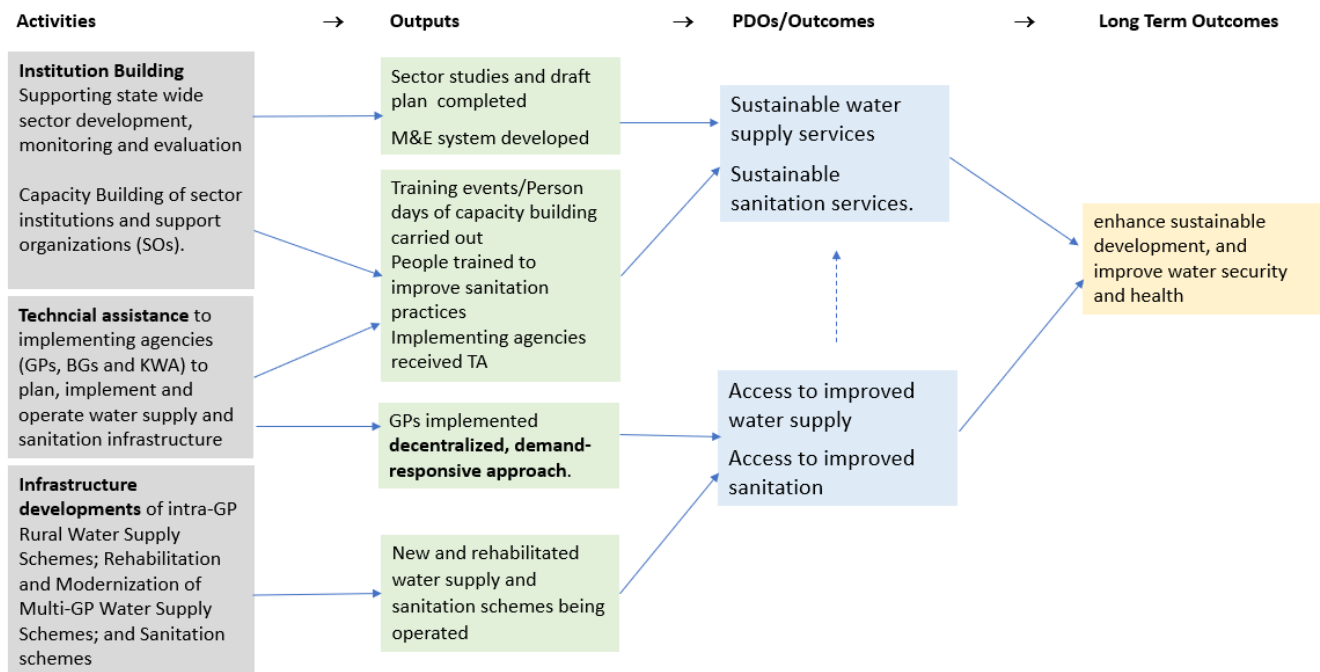 Activities → Outputs → PDOs/Outcomes → Long Term Outcomes
Institution Building
Supporting state wide
sector development,
monitoring and evaluation
Capacity Building of sector
institutions and support
organizations (SOs).
Techncial assistance to
implementing agencies
(GPs, BGs and KWA) to
plan, implement and
operate water supply and
sanitation infrastructure
Infrastructure
developments of intra-GP
Rural Water Supply
Schemes; Rehabilitation
and Modernization of
Multi-GP Water Supply
Schemes; and Sanitation
schemes
Sector studies and draft
plan completed
M&E system developed
Training events/Person
days of capacity building
carried out
People trained to
improve sanitation
practices
Implementing agencies
received TA
GPs implemented
decentralized, demand-
responsive approach.
New and rehabilitated
water supply and
sanitation schemes being
operated
Sustainable water
supply services
Sustainable
sanitation services.
Access to improved
water supply
Access to improved
sanitation
enhance sustainable
development, and
improve water security
and health